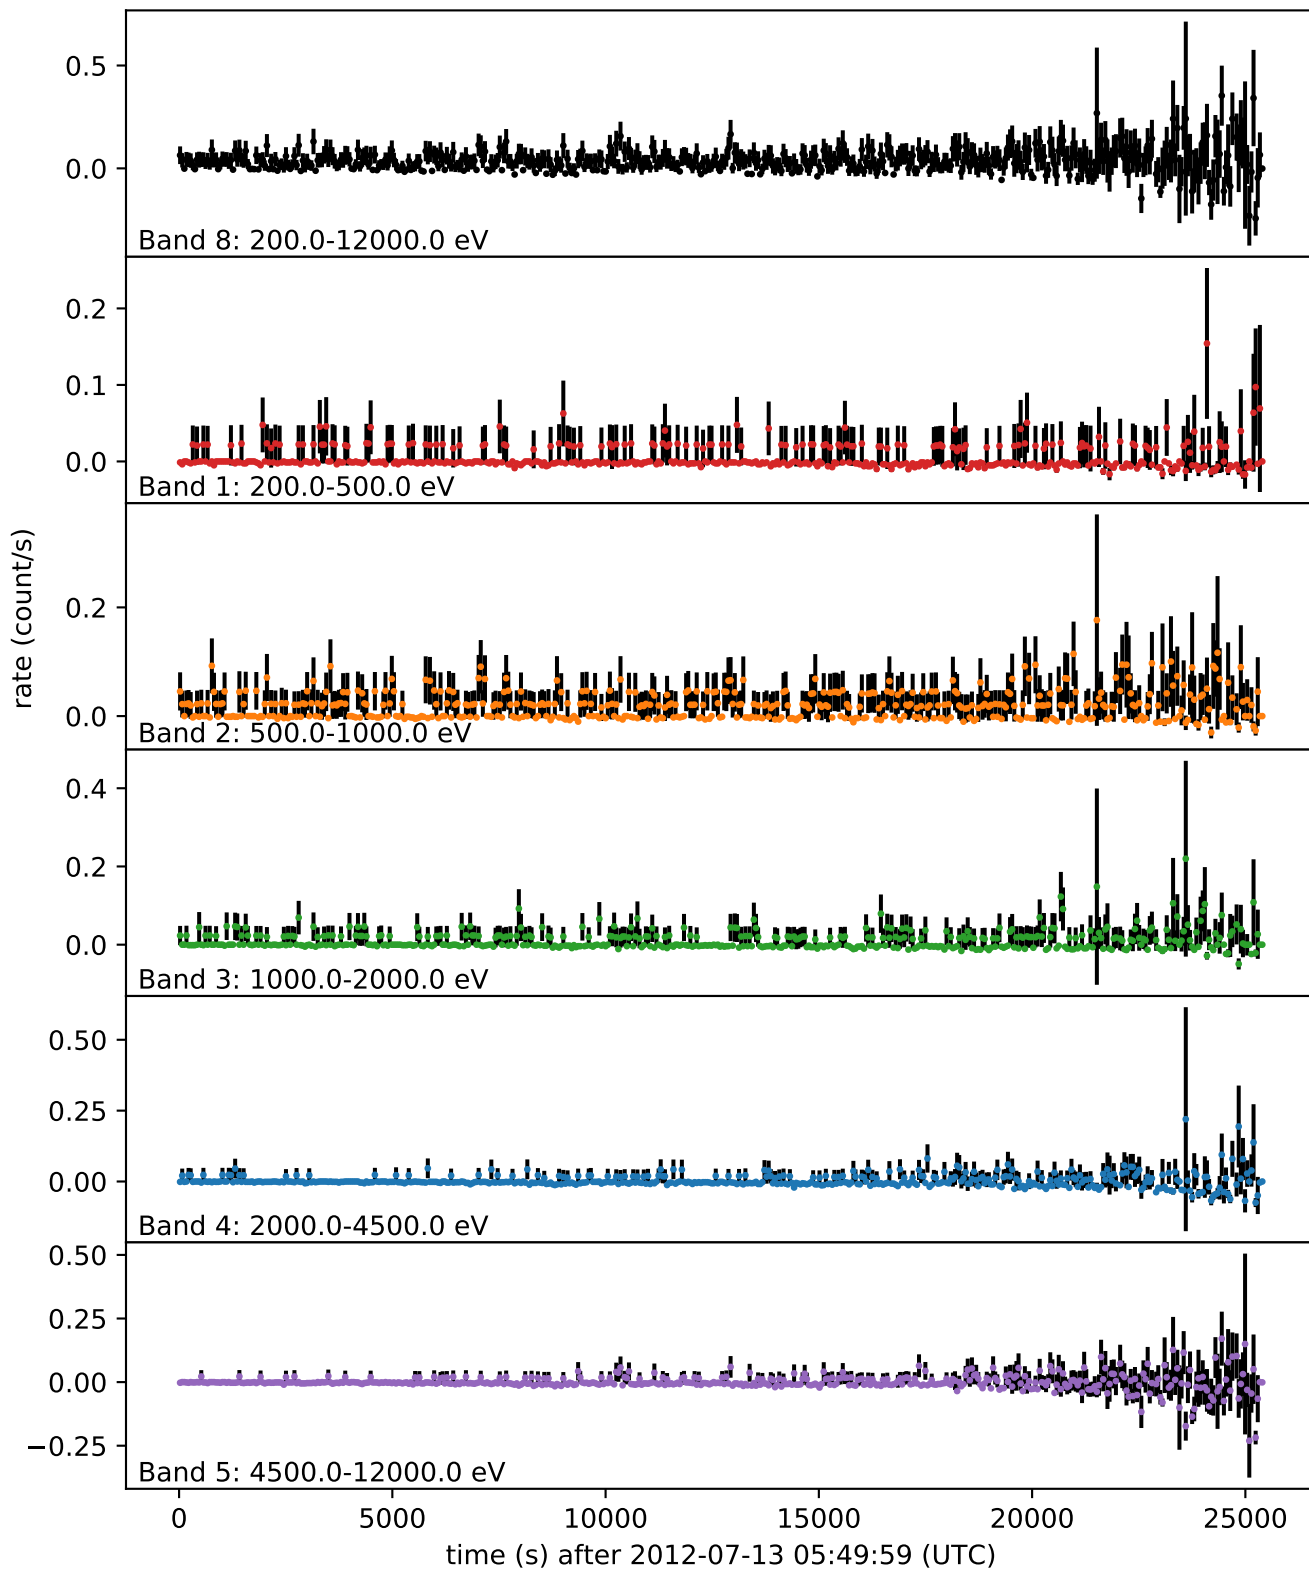 0.5
0.0
Band 8: 200.0-12000.0 eV
0.2
0.1
0.0
Band 1: 200.0-500.0 eV
rate (count/s)
0.2
0.0
Band 2: 500.0-1000.0 eV
0.4
0.2
0.0
Band 3: 1000.0-2000.0 eV
0.50
0.25
0.00
Band 4: 2000.0-4500.0 eV
0.50
0.25
0.00
−0.25
Band 5: 4500.0-12000.0 eV
0 5000 10000 15000 20000 25000
time (s) after 2012-07-13 05:49:59 (UTC)